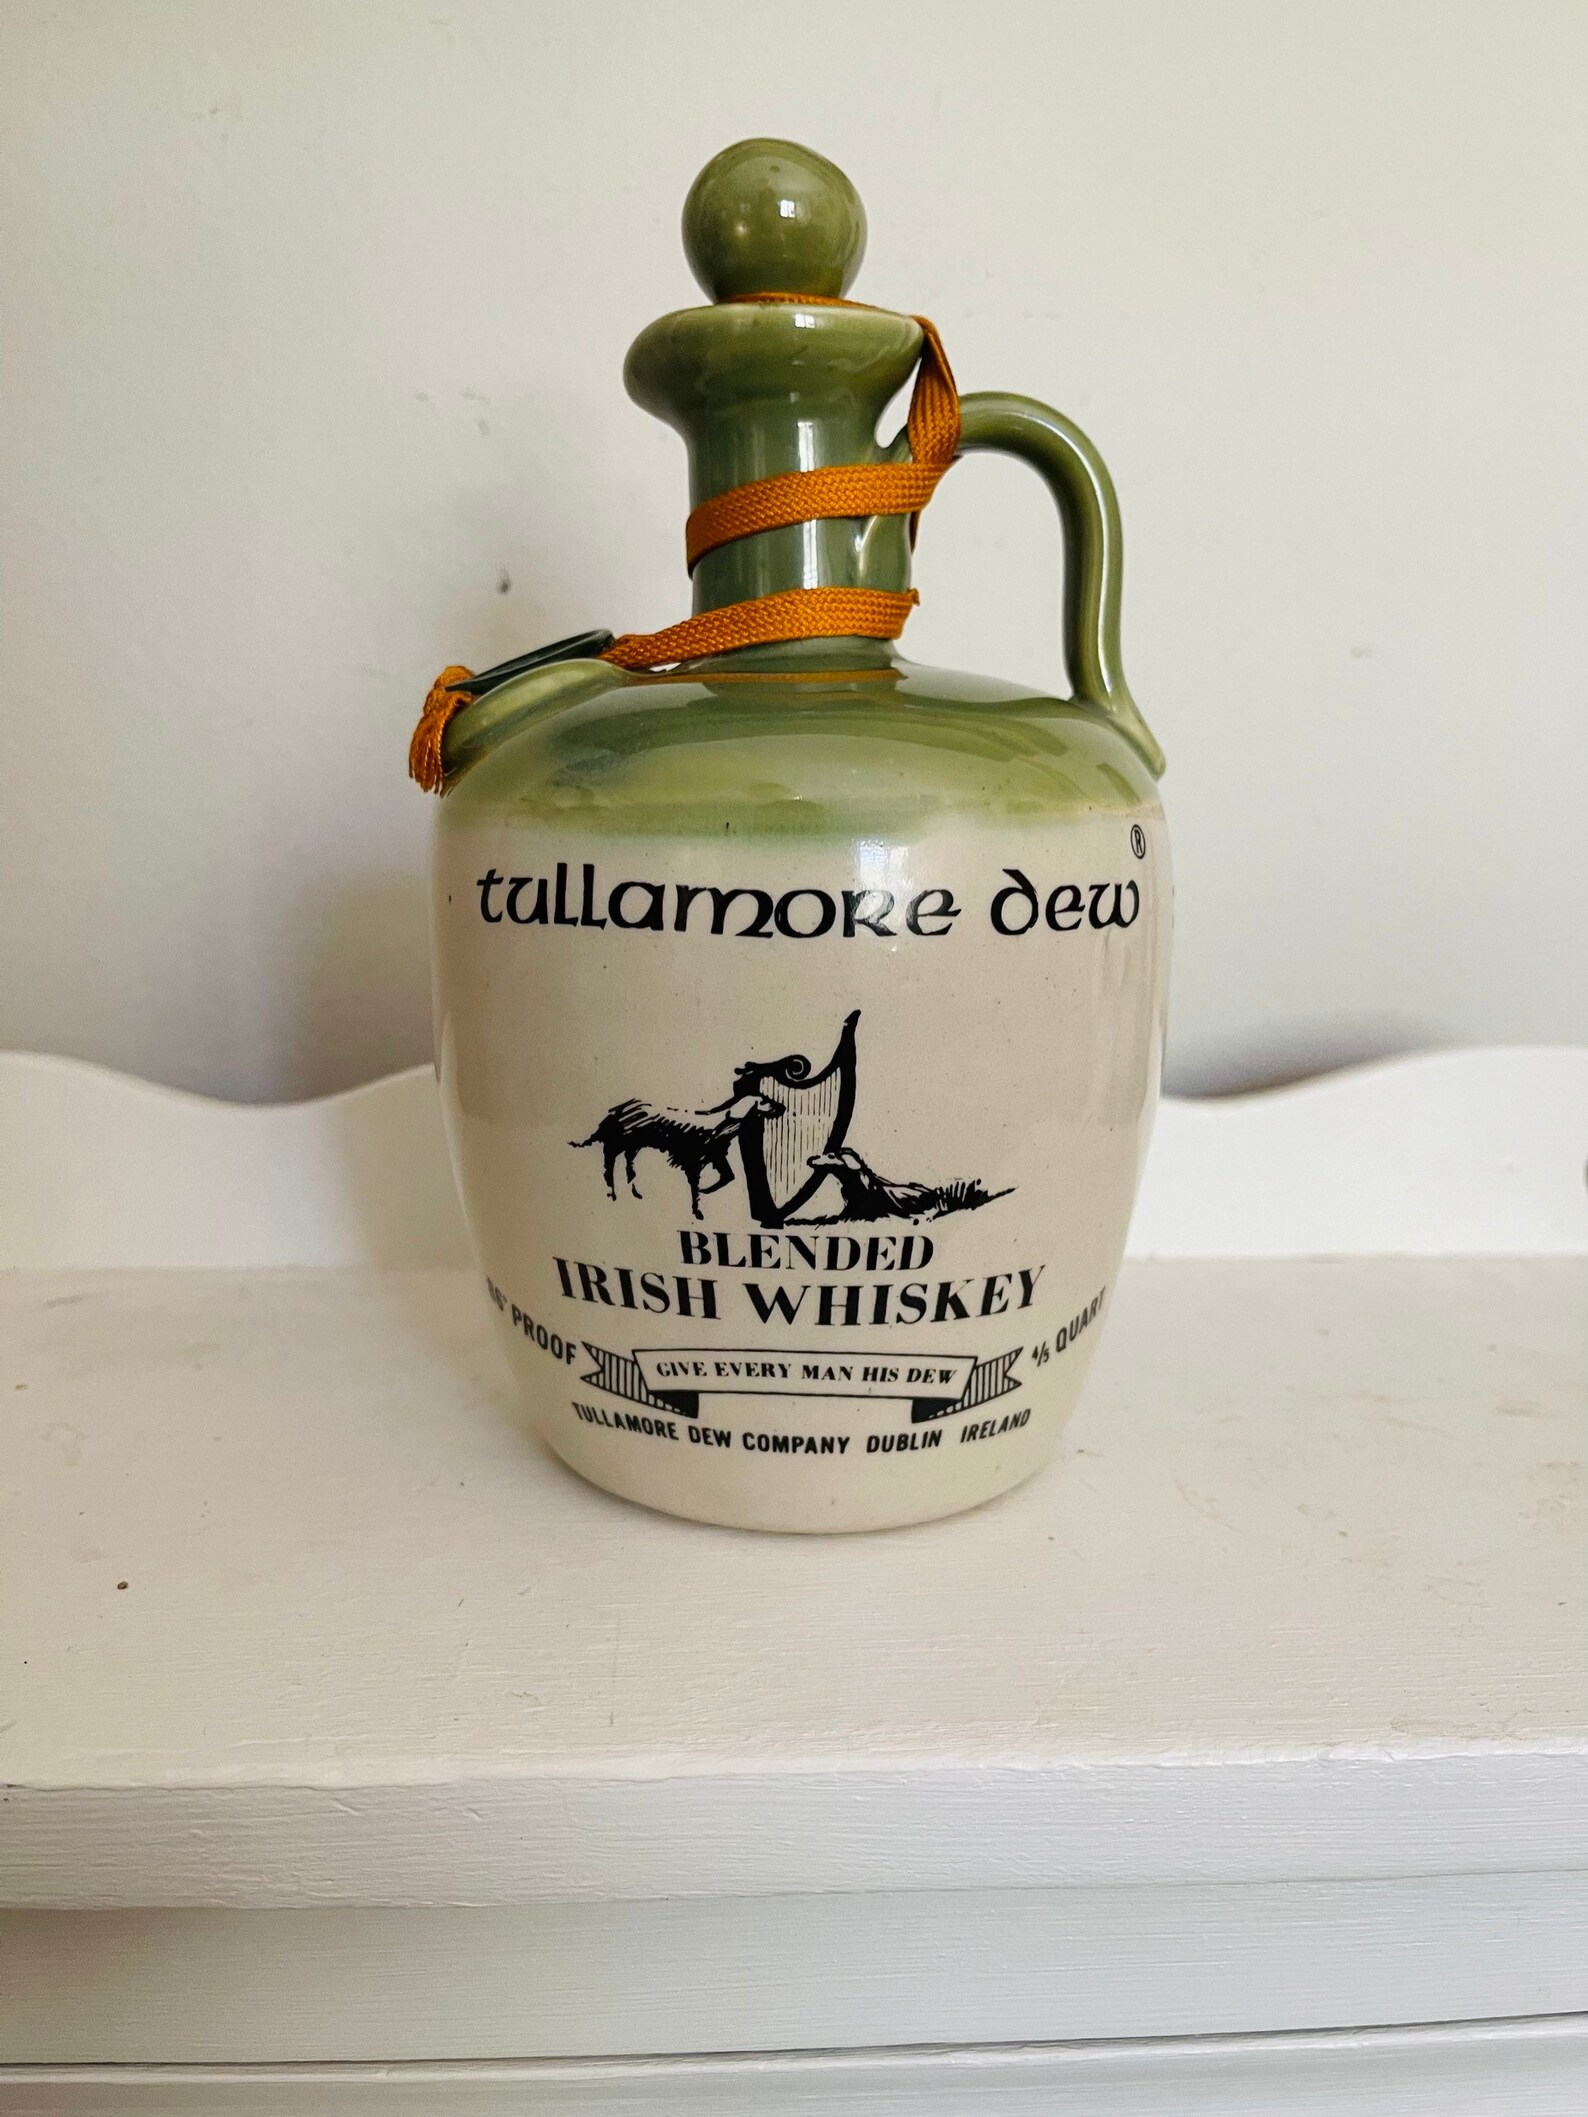 tullamore dew ®
BLENDED
IRISH WHISKEY
PROOF
4/5 QUART
GIVE EVERY MAN HIS DEW
TULLAMORE DEW COMPANY DUBLIN IRELAND